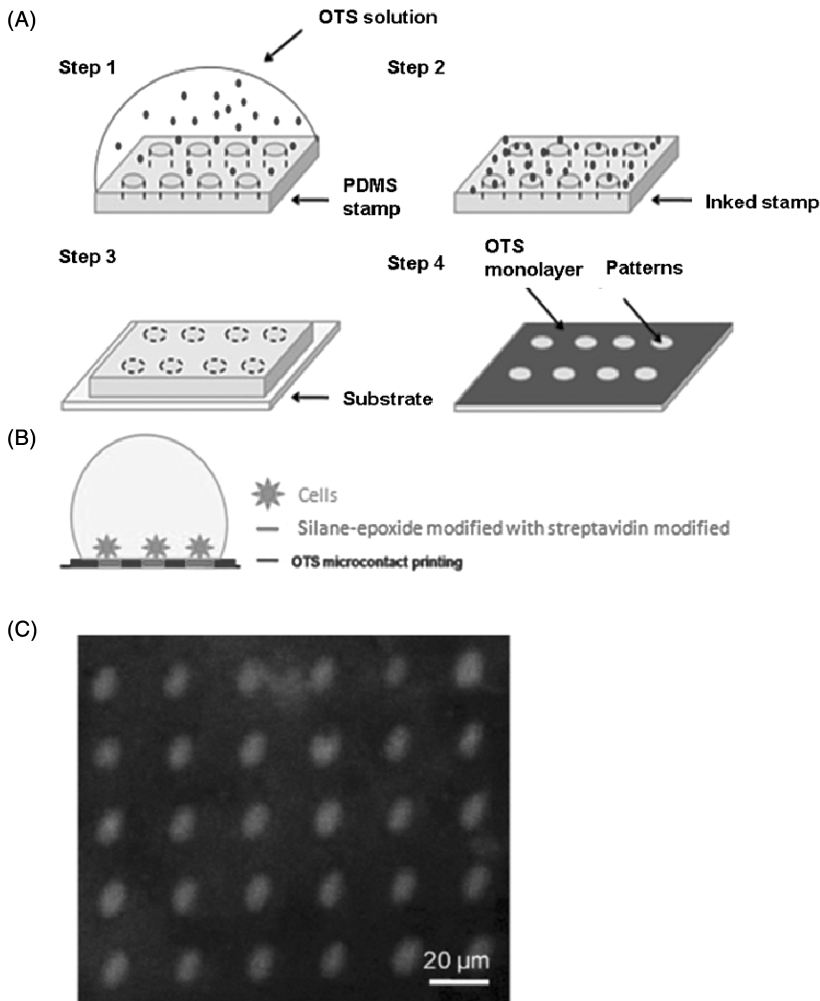 (A)
OTS solution
Step 1
Step 2
PDMS
stamp
Inked stamp
Step 3
Step 4
OTS
monolayer
Patterns
Substrate
(B)
Cells
Silane-epoxide modified with streptavidin modified
OTS microcontact printing
(C)
20 μm